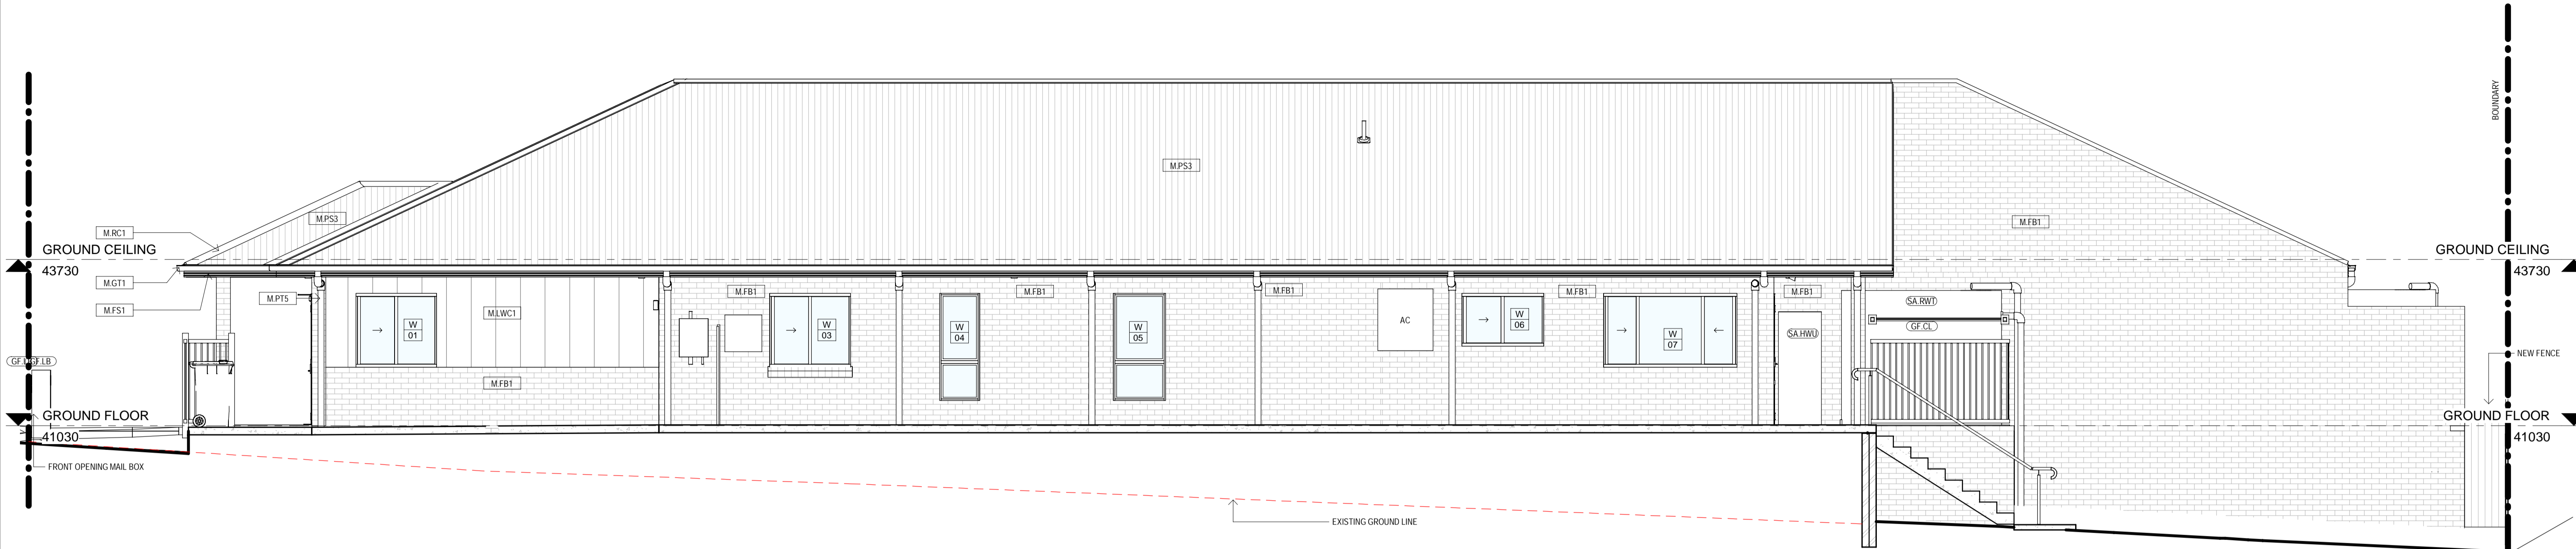 BOUNDARY
M.PS3
M.PS3
M.FB1
M.RC1
GROUND CEILING
43730
GROUND CEILING
43730
M.GT1
M.FS1
M.PT5
M.LWC1
M.FB1
M.FB1
M.FB1
M.FB1
M.FB1
W
01
W
03
W
04
W
05
AC
W
06
W
07
SA.HWU
SA.RWT
GF.CL
GF.LB
NEW FENCE
M.FB1
GROUND FLOOR
41030
GROUND FLOOR
41030
FRONT OPENING MAIL BOX
EXISTING GROUND LINE